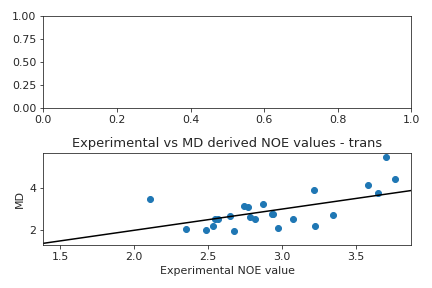 1.00
0.75
0.50
0.25
0.00
0.0 0.2 0.4 0.6 0.8 1.0
Experimental vs MD derived NOE values - trans
MD
4
2
1.5 2.0 2.5 3.0 3.5
Experimental NOE value